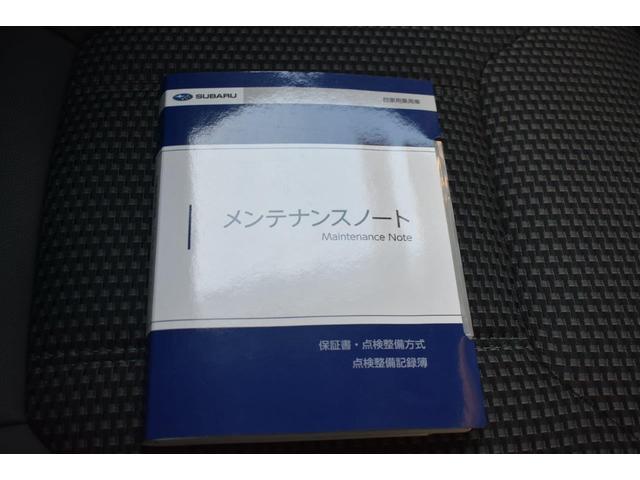 SUBARU
自家用乗用車
メンテナンスノート
Maintenance Note
保証書・点検整備方式
点検整備記録簿